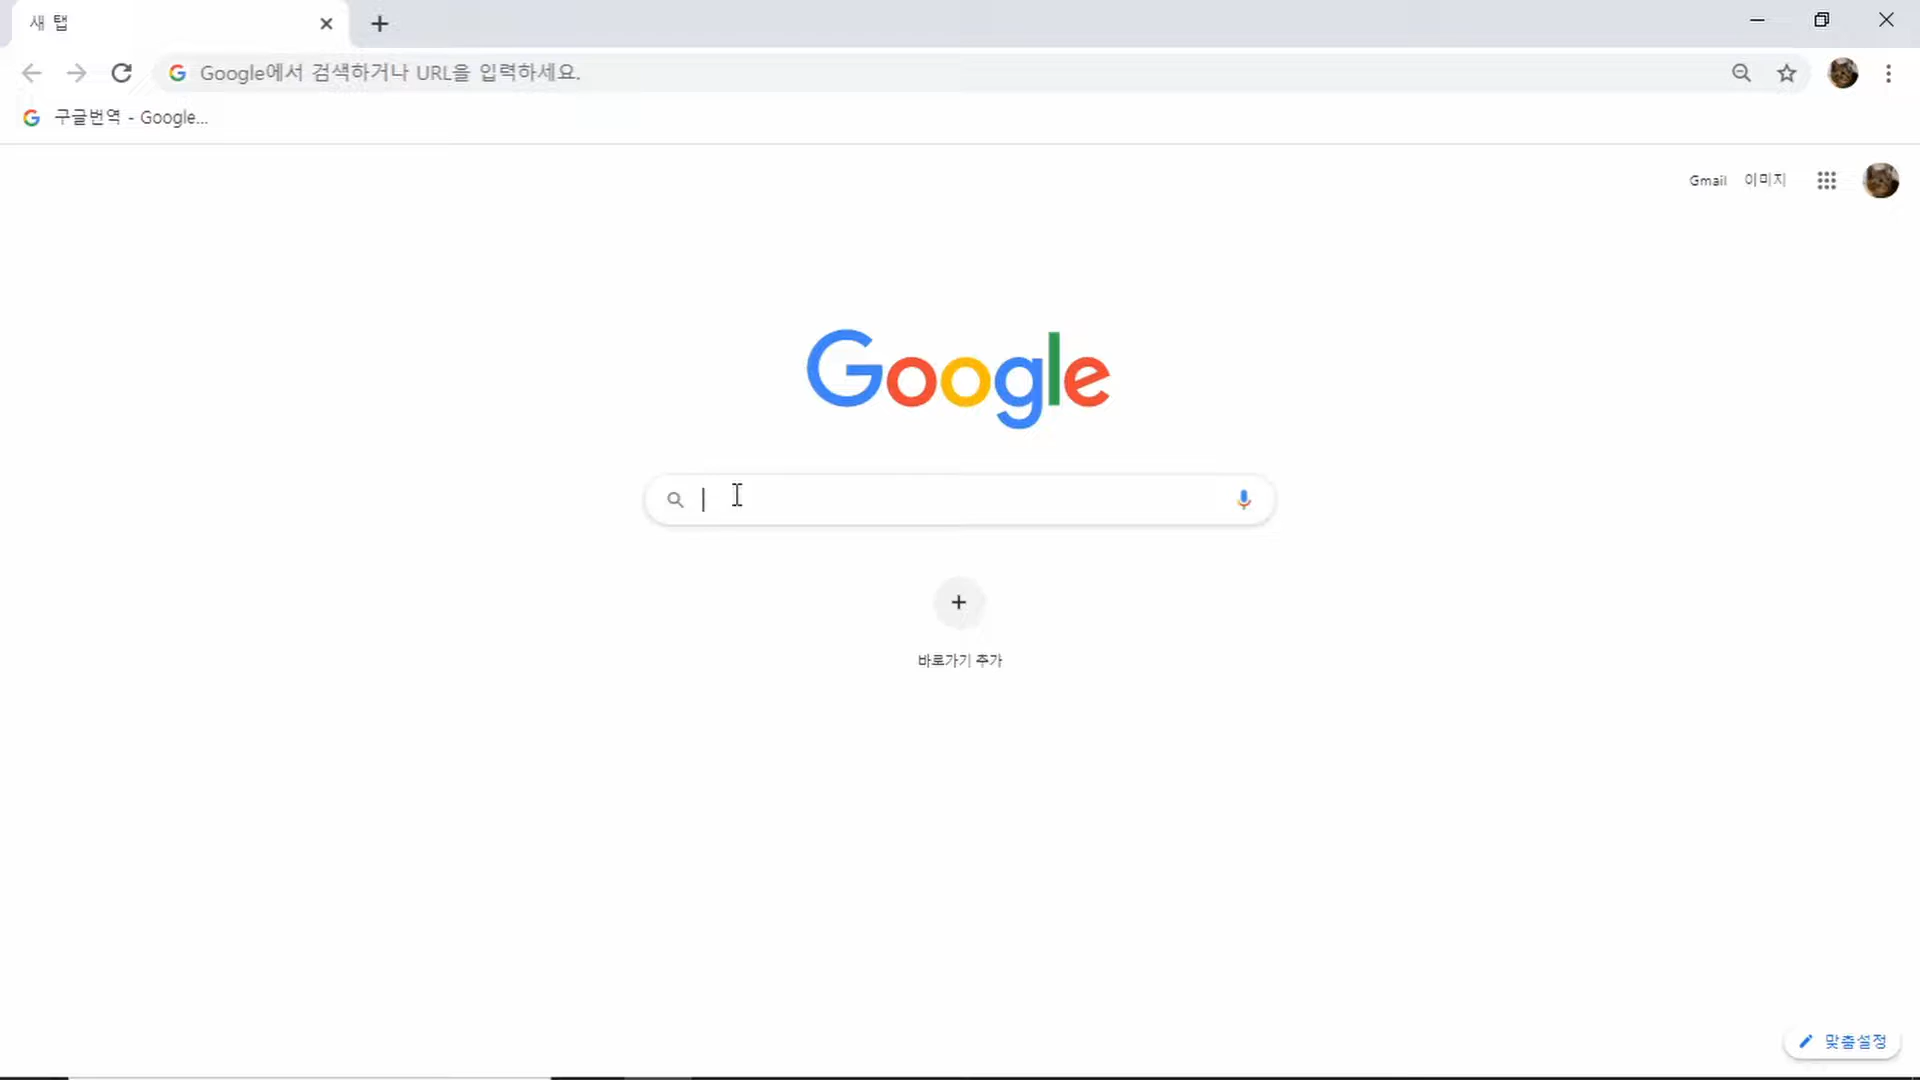 새 탭
Google에서 검색하거나 URL을 입력하세요.
구글번역 - Google...
Gmail 이미지
Google
바로가기 추가
맞춤설정